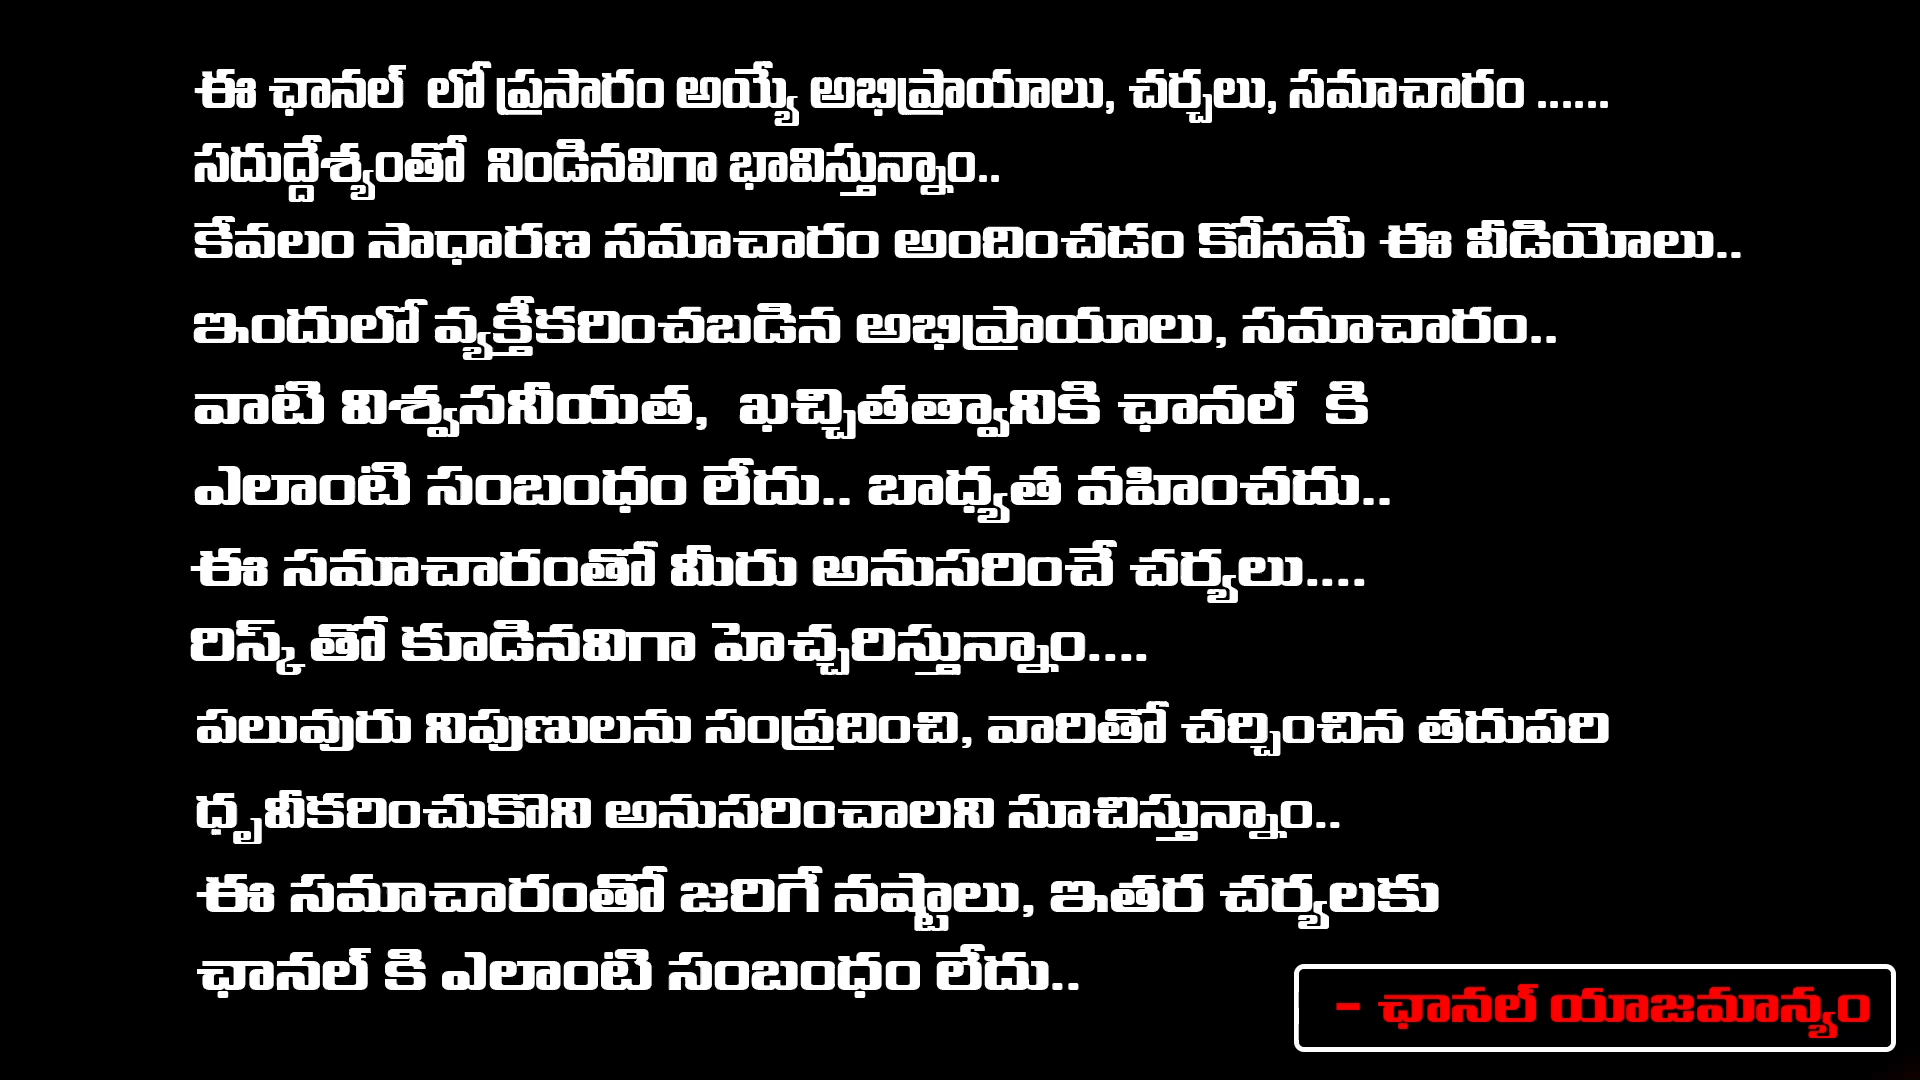 ఈ ఛానల్ లో ప్రసారం అయ్యే అభిప్రాయాలు, చర్చలు, సమాచారం ......
సదుద్దేశ్యంతో నిండినవిగా భావిస్తున్నాం..
కేవలం సాధారణ సమాచారం అందించడం కోసమే ఈ వీడియోలు..
ఇందులో వ్యక్తీకరించబడిన అభిప్రాయాలు, సమాచారం..
వాటి విశ్వసనీయత, ఖచ్చితత్వానికి ఛానల్ కి
ఎలాంటి సంబంధం లేదు.. బాధ్యత వహించదు..
ఈ సమాచారంతో మీరు అనుసరించే చర్యలు....
రిస్క్ తో కూడినవిగా హెచ్చరిస్తున్నాం....
పలువురు నిపుణులను సంప్రదించి, వారితో చర్చించిన తదుపరి
ధృవీకరించుకొని అనుసరించాలని సూచిస్తున్నాం..
ఈ సమాచారంతో జరిగే నష్టాలు, ఇతర చర్యలకు
ఛానల్ కి ఎలాంటి సంబంధం లేదు..
- ఛానల్ యాజమాన్యం